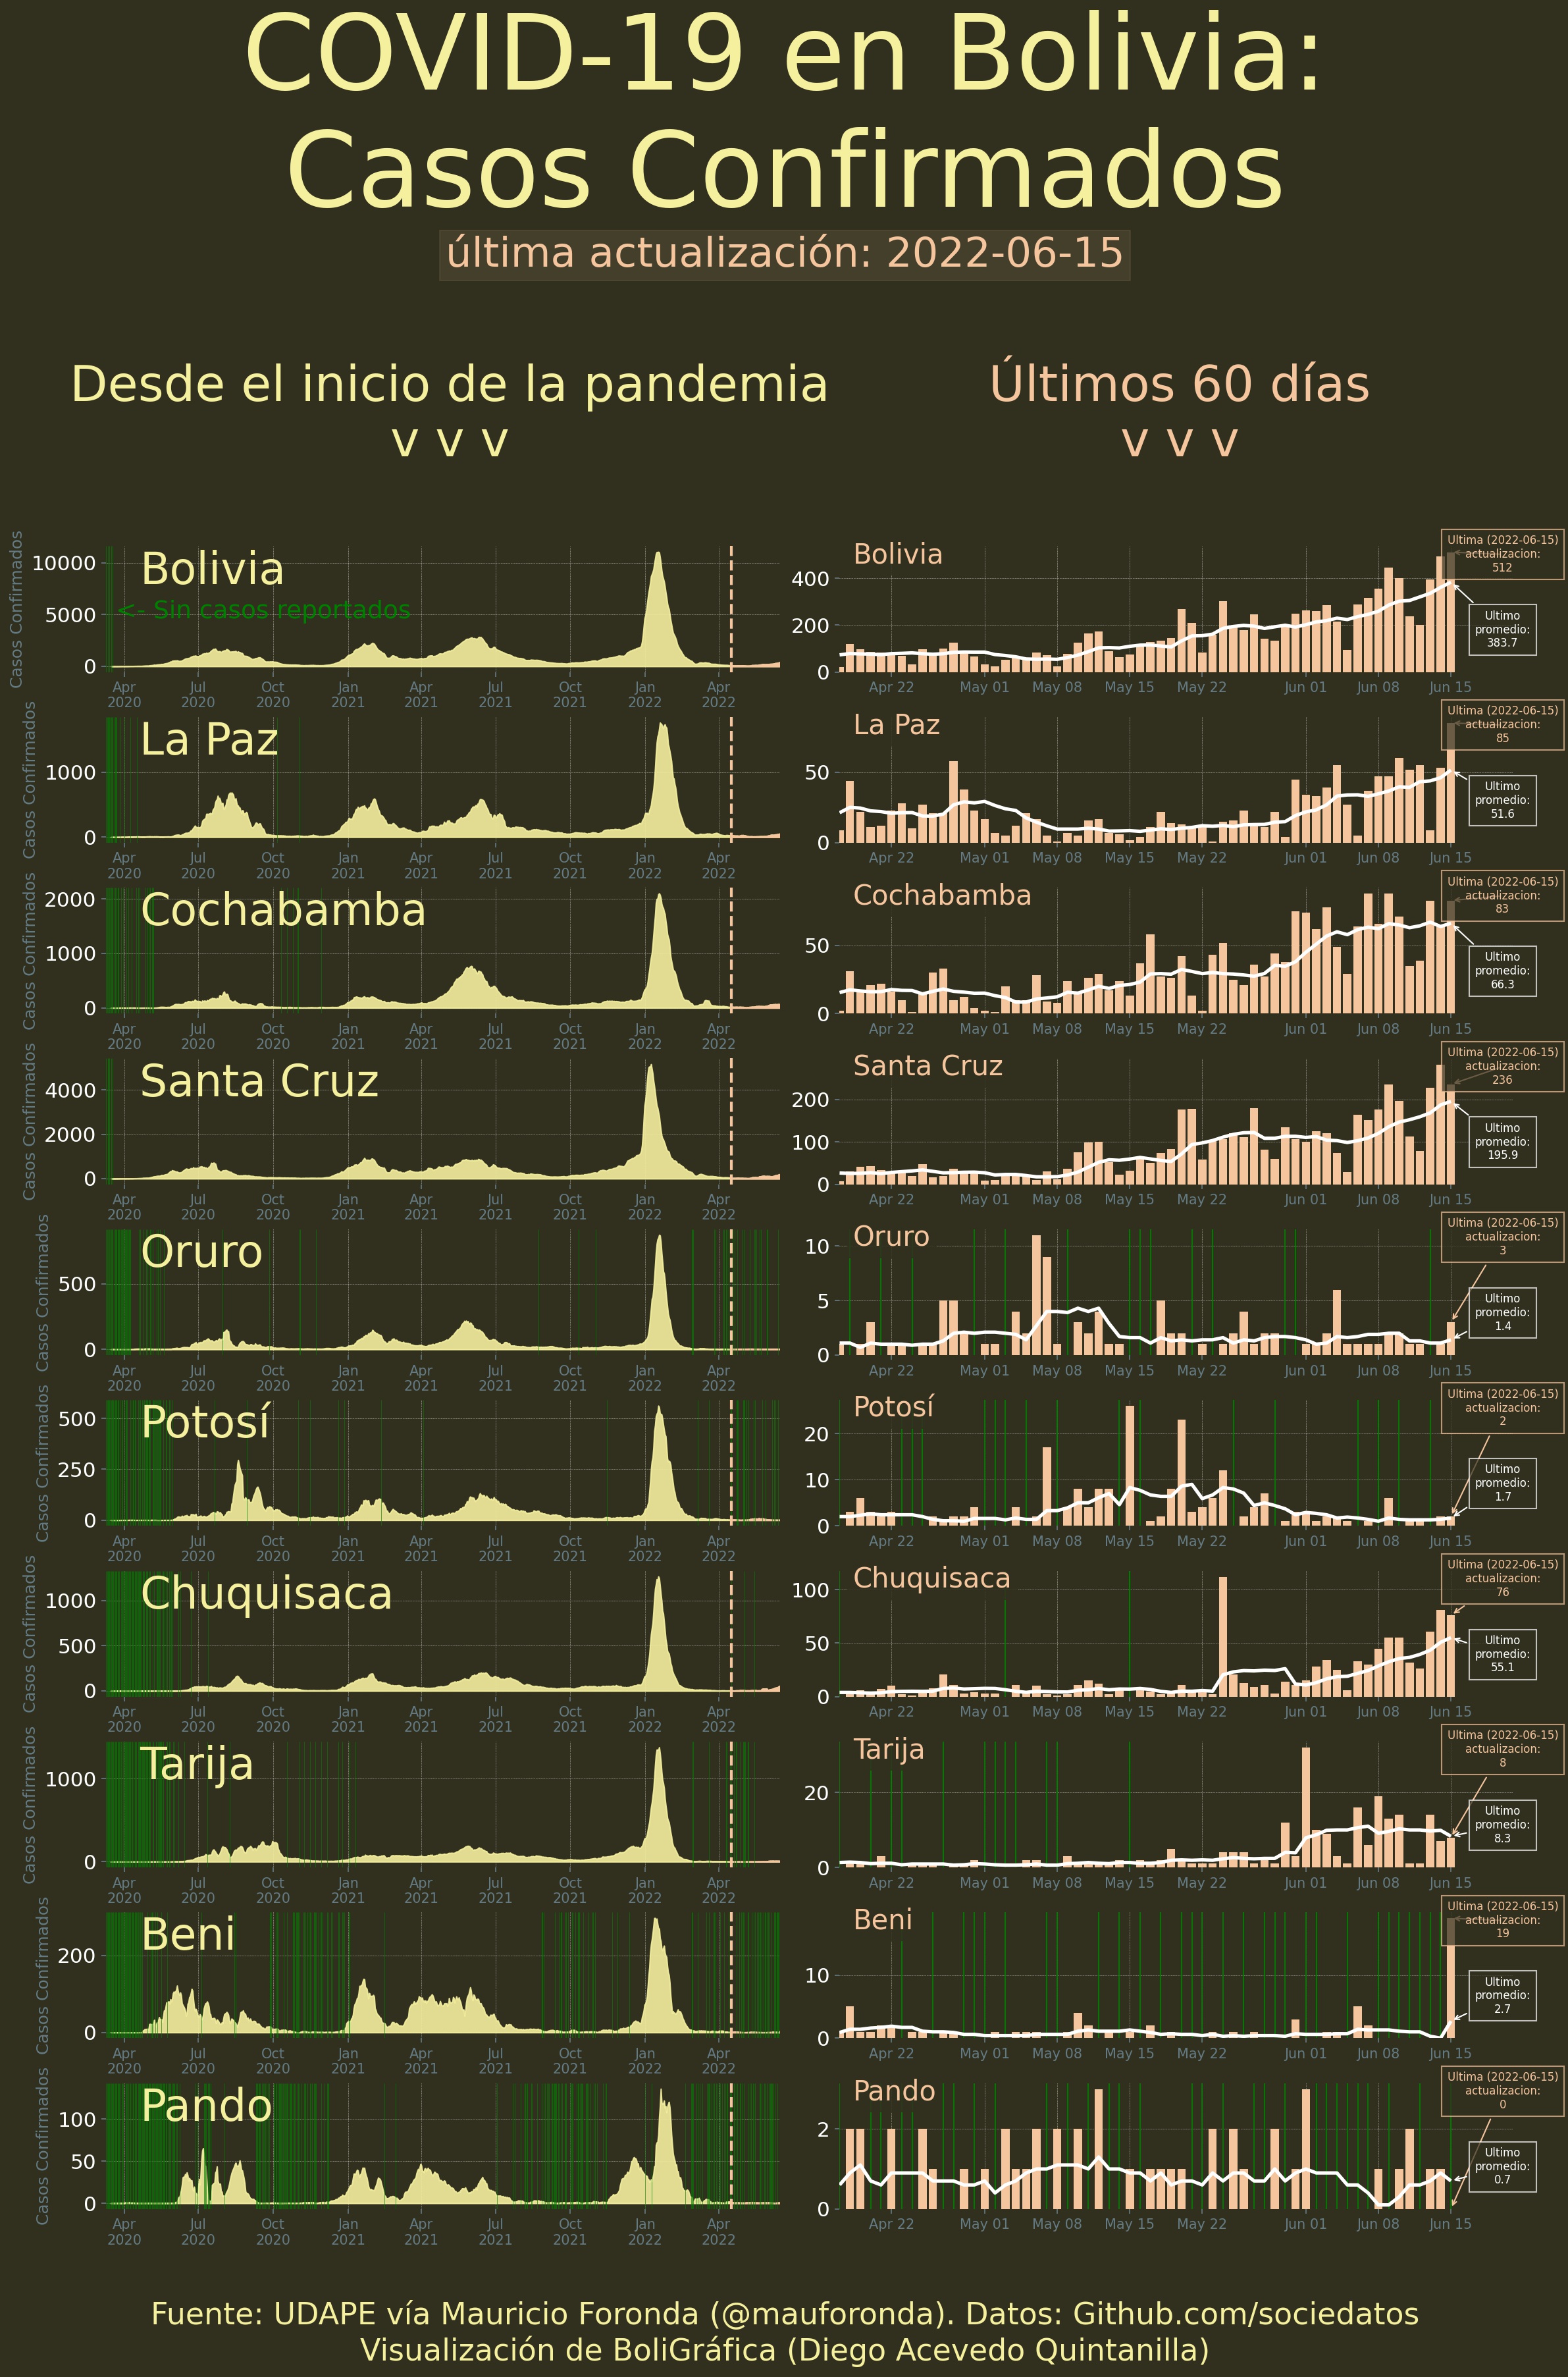 COVID-19 en Bolivia:
Casos Confirmados
última actualización: 2022-06-15
Desde el inicio de la pandemia
v v v
Últimos 60 días
v v v
Casos Confirmados
10000
5000
0
Bolivia
<- Sin casos reportados
Apr Jul Oct Jan Apr Jul Oct Jan Apr
2020 2020 2020 2021 2021 2021 2021 2022 2022
Bolivia
400
200
0
Apr 22 May 01 May 08 May 15 May 22 Jun 01 Jun 08 Jun 15
Ultima (2022-06-15)
actualizacion:
512
Ultimo
promedio:
383.7
Casos Confirmados
1000
0
La Paz
Apr Jul Oct Jan Apr Jul Oct Jan Apr
2020 2020 2020 2021 2021 2021 2021 2022 2022
La Paz
50
0
Apr 22 May 01 May 08 May 15 May 22 Jun 01 Jun 08 Jun 15
Ultima (2022-06-15)
actualizacion:
85
Ultimo
promedio:
51.6
Casos Confirmados
2000
1000
0
Cochabamba
Apr Jul Oct Jan Apr Jul Oct Jan Apr
2020 2020 2020 2021 2021 2021 2021 2022 2022
Cochabamba
50
0
Apr 22 May 01 May 08 May 15 May 22 Jun 01 Jun 08 Jun 15
Ultima (2022-06-15)
actualizacion:
83
Ultimo
promedio:
66.3
Casos Confirmados
4000
2000
0
Santa Cruz
Apr Jul Oct Jan Apr Jul Oct Jan Apr
2020 2020 2020 2021 2021 2021 2021 2022 2022
Santa Cruz
200
100
0
Apr 22 May 01 May 08 May 15 May 22 Jun 01 Jun 08 Jun 15
Ultima (2022-06-15)
actualizacion:
236
Ultimo
promedio:
195.9
Casos Confirmados
500
0
Oruro
Apr Jul Oct Jan Apr Jul Oct Jan Apr
2020 2020 2020 2021 2021 2021 2021 2022 2022
Oruro
10
5
0
Apr 22 May 01 May 08 May 15 May 22 Jun 01 Jun 08 Jun 15
Ultima (2022-06-15)
actualizacion:
3
Ultimo
promedio:
1.4
Casos Confirmados
500
250
0
Potosí
Apr Jul Oct Jan Apr Jul Oct Jan Apr
2020 2020 2020 2021 2021 2021 2021 2022 2022
Potosí
20
10
0
Apr 22 May 01 May 08 May 15 May 22 Jun 01 Jun 08 Jun 15
Ultima (2022-06-15)
actualizacion:
2
Ultimo
promedio:
1.7
Casos Confirmados
1000
500
0
Chuquisaca
Apr Jul Oct Jan Apr Jul Oct Jan Apr
2020 2020 2020 2021 2021 2021 2021 2022 2022
Chuquisaca
100
50
0
Apr 22 May 01 May 08 May 15 May 22 Jun 01 Jun 08 Jun 15
Ultima (2022-06-15)
actualizacion:
76
Ultimo
promedio:
55.1
Casos Confirmados
1000
0
Tarija
Apr Jul Oct Jan Apr Jul Oct Jan Apr
2020 2020 2020 2021 2021 2021 2021 2022 2022
Tarija
20
0
Apr 22 May 01 May 08 May 15 May 22 Jun 01 Jun 08 Jun 15
Ultima (2022-06-15)
actualizacion:
8
Ultimo
promedio:
8.3
Casos Confirmados
200
0
Beni
Apr Jul Oct Jan Apr Jul Oct Jan Apr
2020 2020 2020 2021 2021 2021 2021 2022 2022
Beni
10
0
Apr 22 May 01 May 08 May 15 May 22 Jun 01 Jun 08 Jun 15
Ultima (2022-06-15)
actualizacion:
19
Ultimo
promedio:
2.7
Casos Confirmados
100
50
0
Pando
Apr Jul Oct Jan Apr Jul Oct Jan Apr
2020 2020 2020 2021 2021 2021 2021 2022 2022
Pando
2
0
Apr 22 May 01 May 08 May 15 May 22 Jun 01 Jun 08 Jun 15
Ultima (2022-06-15)
actualizacion:
0
Ultimo
promedio:
0.7
Fuente: UDAPE vía Mauricio Foronda (@mauforonda). Datos: Github.com/sociedatos
Visualización de BoliGráfica (Diego Acevedo Quintanilla)